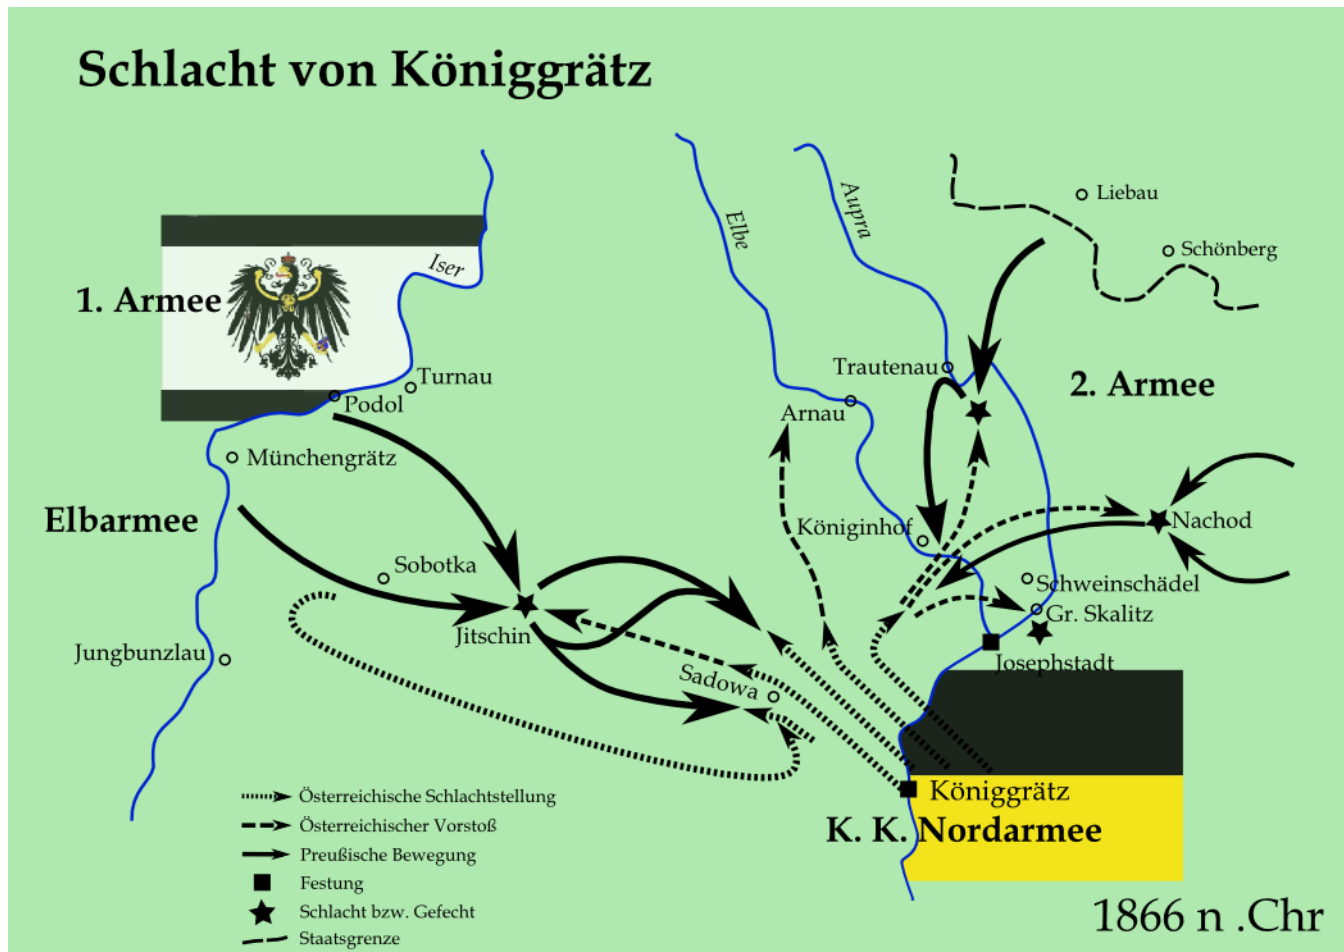 Schlacht von Königgrätz
Liebau
Aupra
Elbe
Schönberg
Iser
1. Armee
Trautenau
Turnau
2. Armee
Podol
Arnau
Münchengrätz
Elbarmee
Königinhof
Nachod
Sobotka
Schweinschädel
Gr. Skalitz
Jitschin
Jungbunzlau
Josephstadt
Sadowa
Königgrätz
K. K. Nordarmee
Österreichische Schlachtstellung
Österreichischer Vorstoß
Preußische Bewegung
Festung
Schlacht bzw. Gefecht
Staatsgrenze
1866 n .Chr